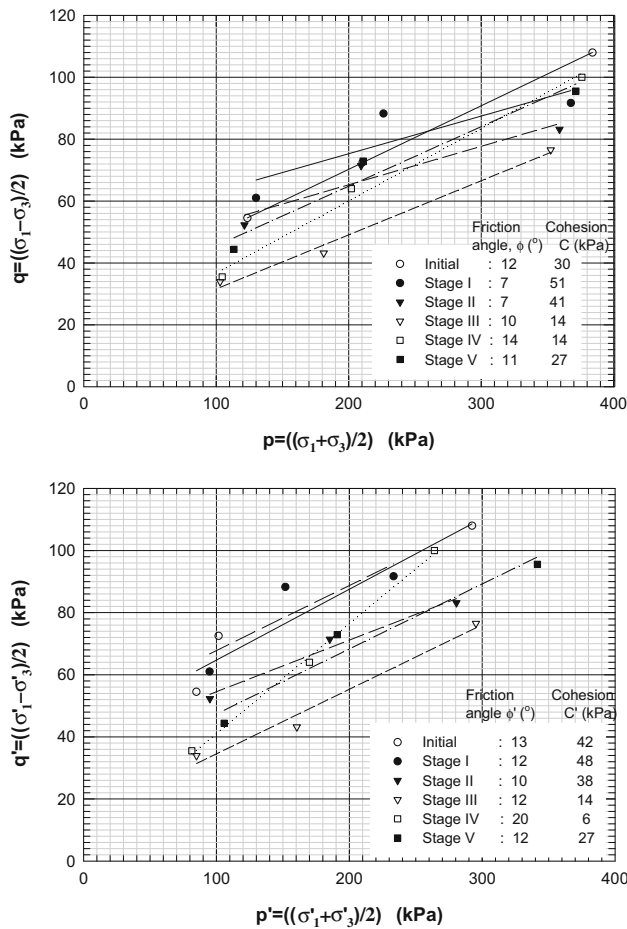 120
100
80
60
40
20
0
q=((σ₁−σ₃)/2) (kPa)
Friction Cohesion
angle, ϕ (°) C (kPa)
Initial : 12 30
Stage I : 7 51
Stage II : 7 41
Stage III : 10 14
Stage IV : 14 14
Stage V : 11 27
0 100 200 300 400
p=((σ₁+σ₃)/2) (kPa)
120
100
80
60
40
20
0
q'=((σ'₁−σ'₃)/2) (kPa)
Friction Cohesion
angle ϕ' (°) C' (kPa)
Initial : 13 42
Stage I : 12 48
Stage II : 10 38
Stage III : 12 14
Stage IV : 20 6
Stage V : 12 27
0 100 200 300 400
p'=((σ'₁+σ'₃)/2) (kPa)